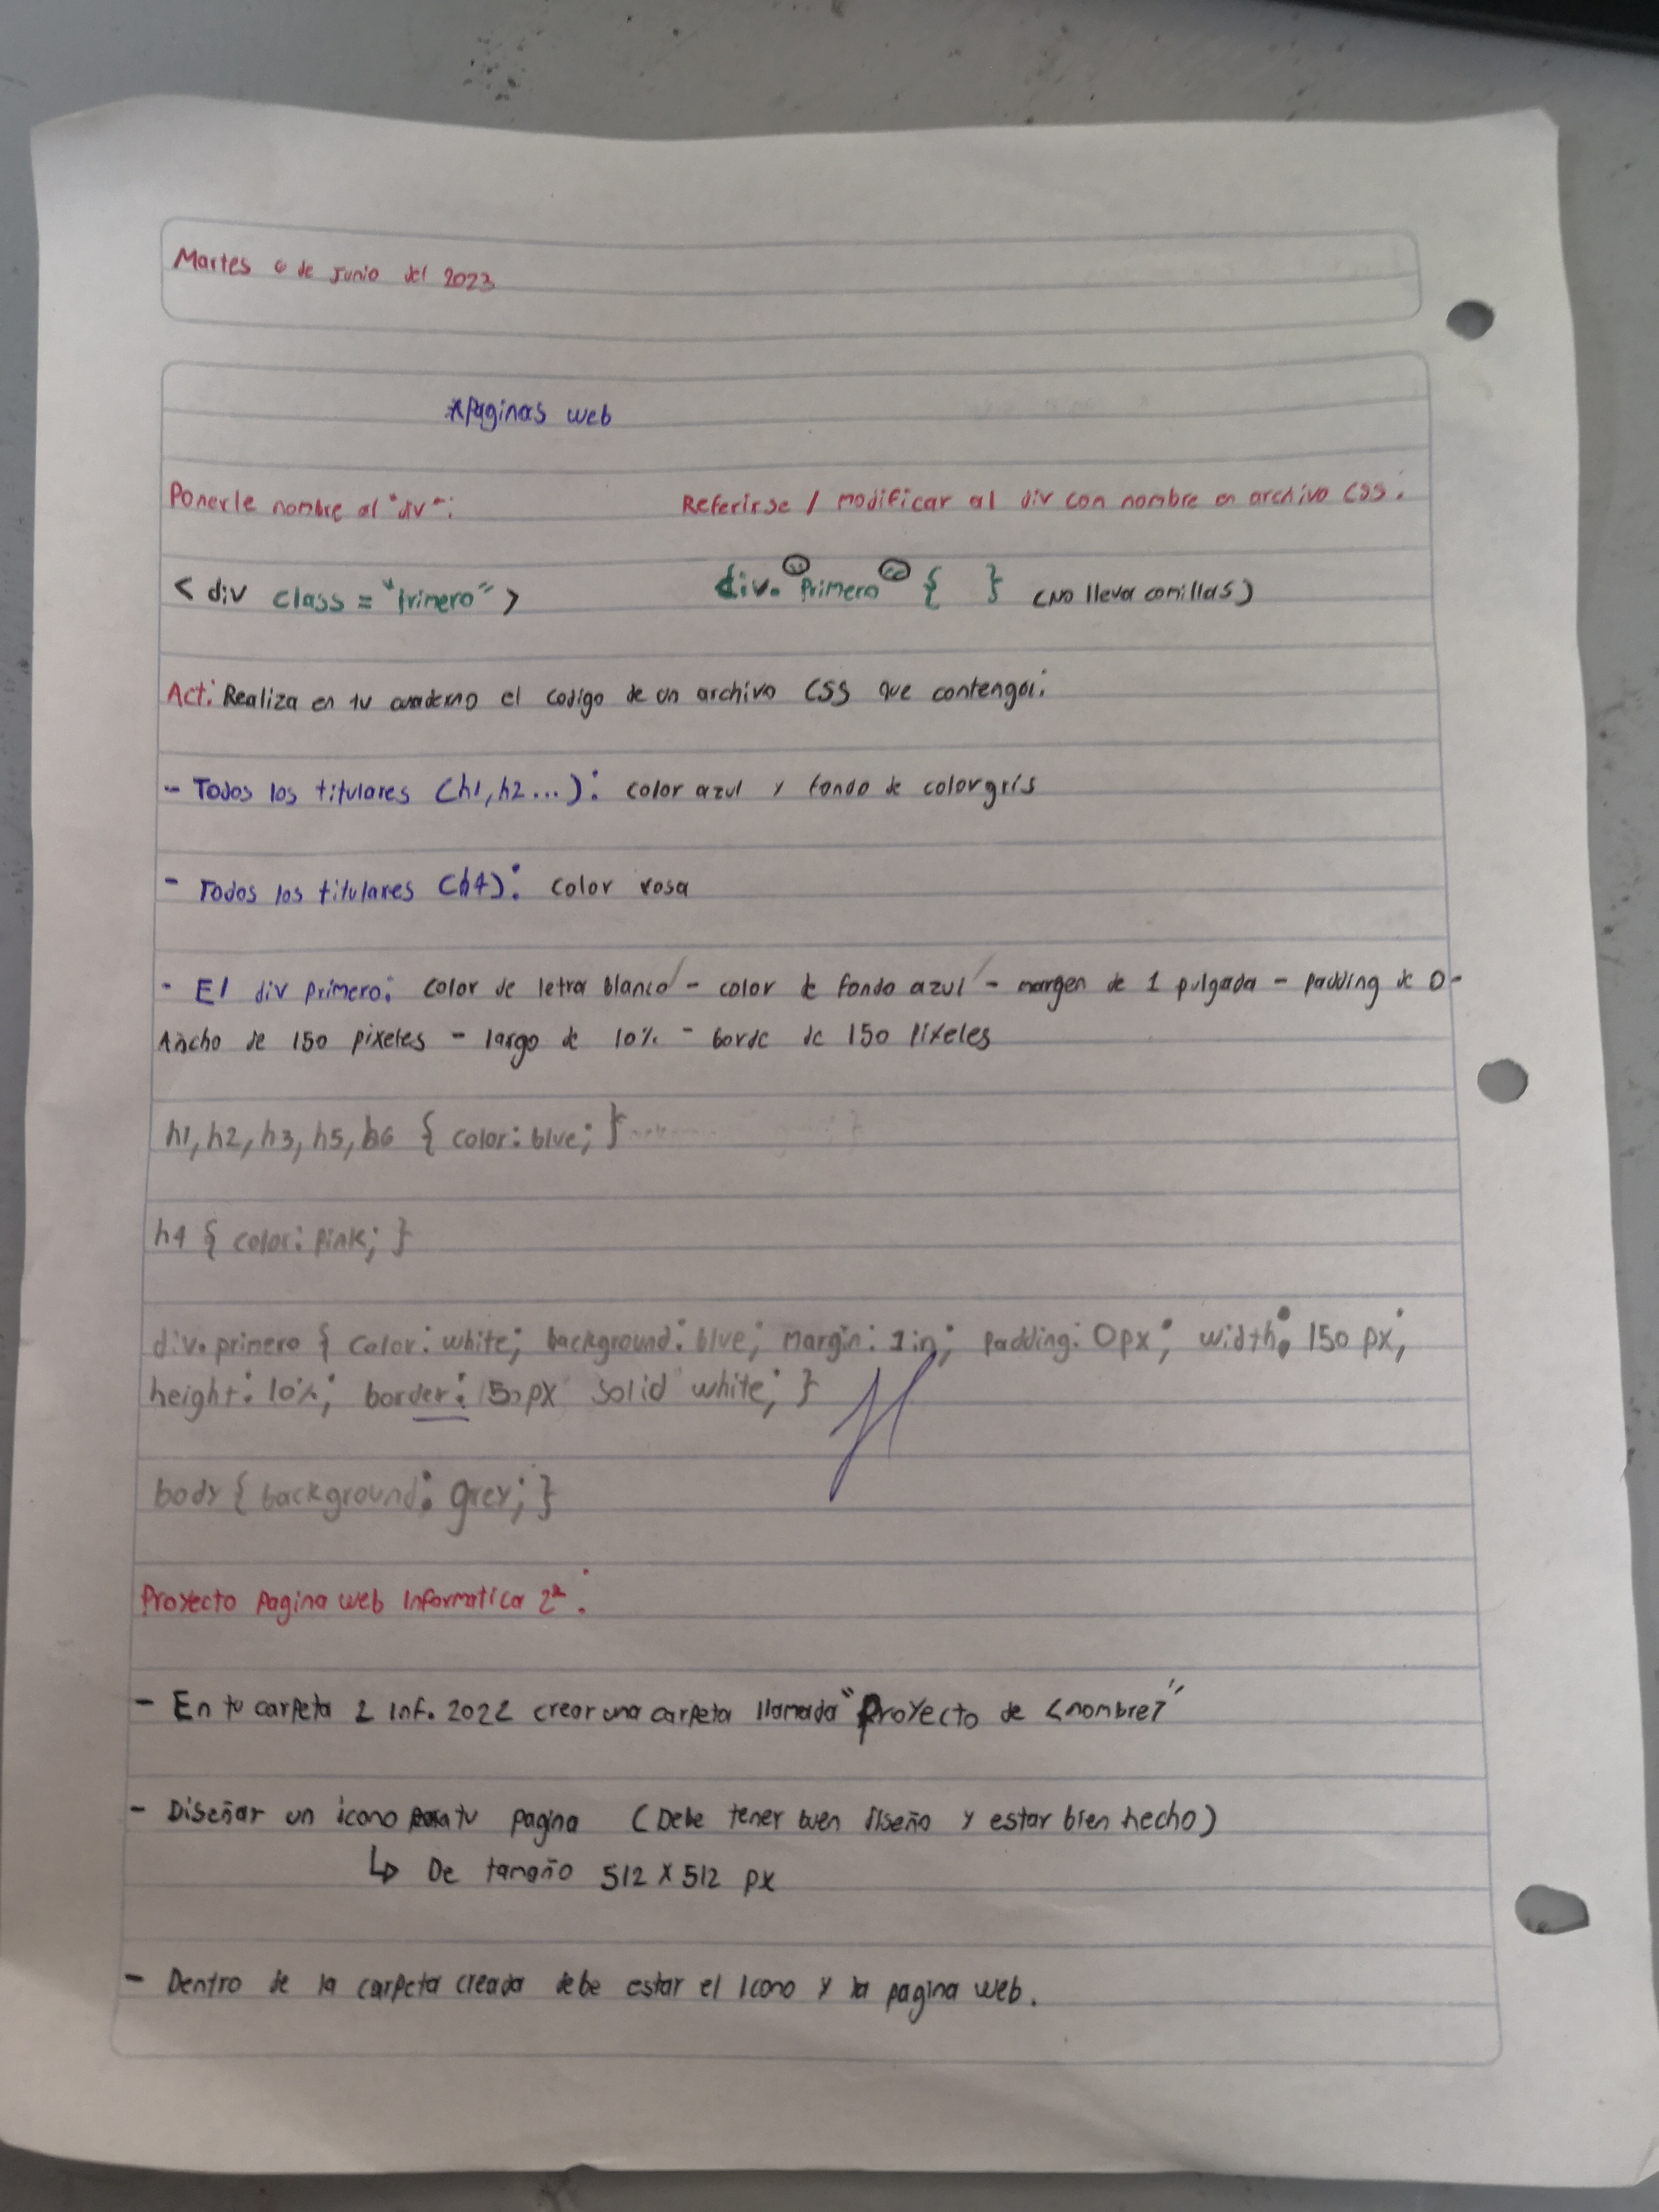 Martes 6 de Junio del 2023
*Paginas web
Ponerle nombre al "div": Referirse / modificar al div con nombre en archivo CSS:
<div class = "Primero"> div. Primero { } (No lleva comillas)
Act: Realiza en tu cuaderno el codigo de un archivo CSS que contenga:
- Todos los titulares (h1, h2...): color azul y fondo de color gris
- Todos los titulares (h4): color rosa
- El div primero: color de letra blanco - color de fondo azul - margen de 1 pulgada - padding de 0 -
Ancho de 150 pixeles - largo de 10% - borde de 150 Pixeles
h1, h2, h3, h5, h6 { color: blue; }
h4 { color: pink; }
div. primero { color: white; background: blue; margin: 1in; padding: 0px; width: 150 px;
height: 10%; border: 150 px solid white; }
body { background: grey; }
Proyecto Pagina web Informatica 2ª:
- En tu carpeta 2 Inf. 2022 crear una carpeta llamada "Proyecto de <nombre>"
- Diseñar un icono para tu pagina (Debe tener buen diseño y estar bien hecho)
↳ De tamaño 512 x 512 px
- Dentro de la carpeta creada debe estar el Icono y la pagina web.